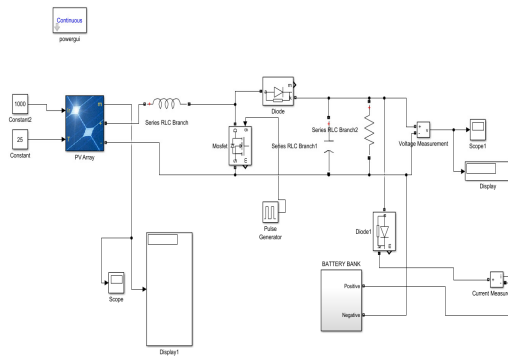 Continuous
powergui
1000
Constant2
25
Constant
m
+
-
PV Array
Series RLC Branch
Diode
m
a
k
Mosfet
D
g
S
m
Series RLC Branch1
Series RLC Branch2
+
-
v
Voltage Measurement
Scope1
Display
Pulse
Generator
Diode1
BATTERY BANK
Positive
Negative
+
-
i
Current Measure
Scope
Display1